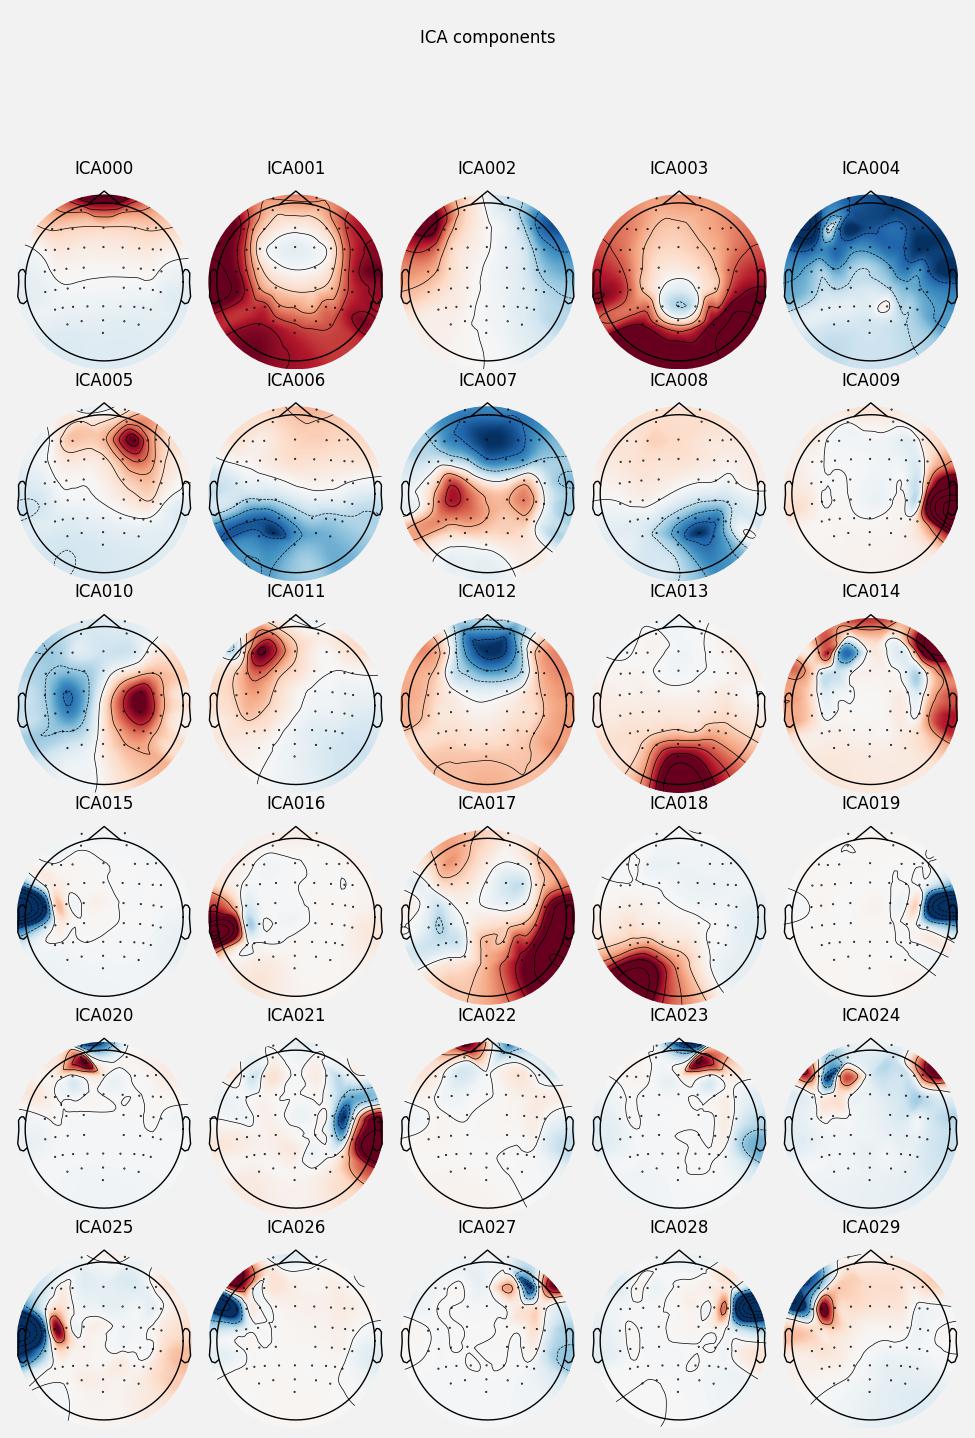 ICA components
ICA000 ICA001 ICA002 ICA003 ICA004
ICA005 ICA006 ICA007 ICA008 ICA009
ICA010 ICA011 ICA012 ICA013 ICA014
ICA015 ICA016 ICA017 ICA018 ICA019
ICA020 ICA021 ICA022 ICA023 ICA024
ICA025 ICA026 ICA027 ICA028 ICA029